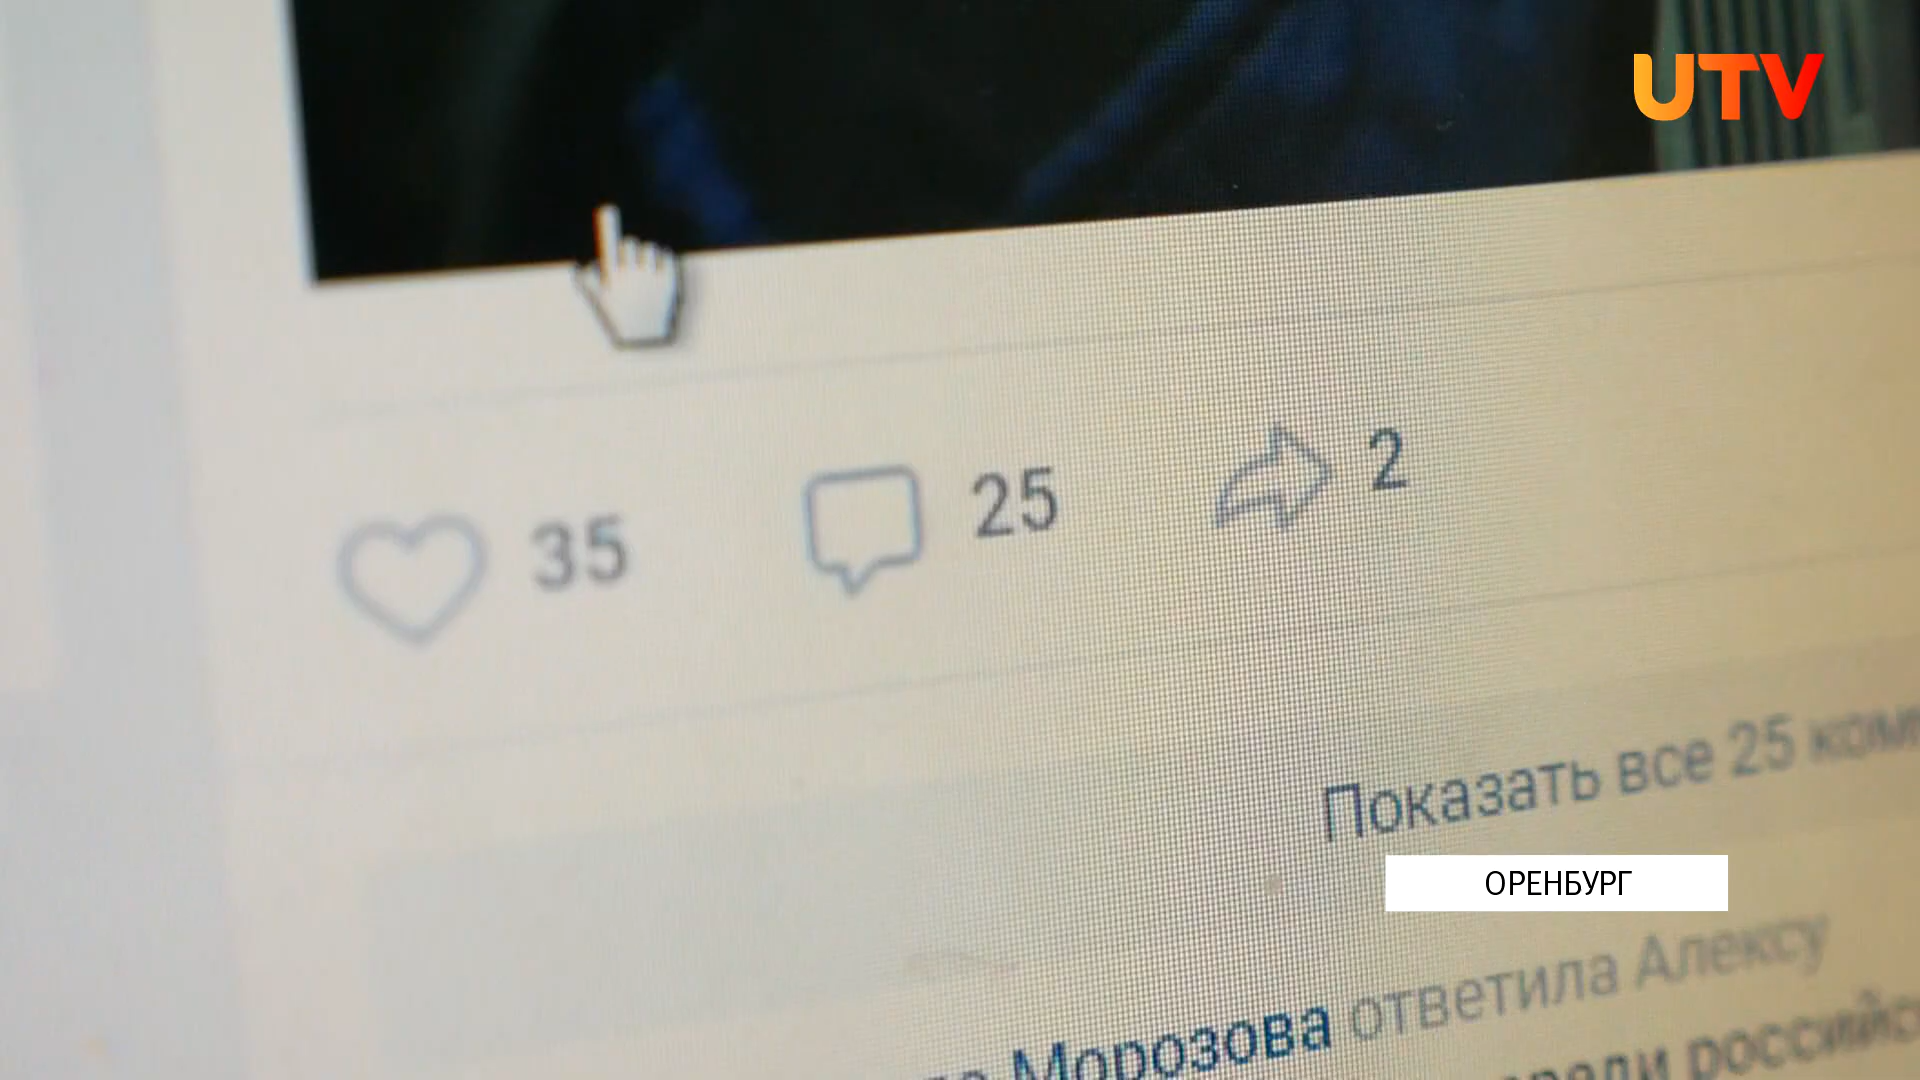 UTV
35 25 2
Показать все 25
ОРЕНБУРГ
Морозова ответила Алексу